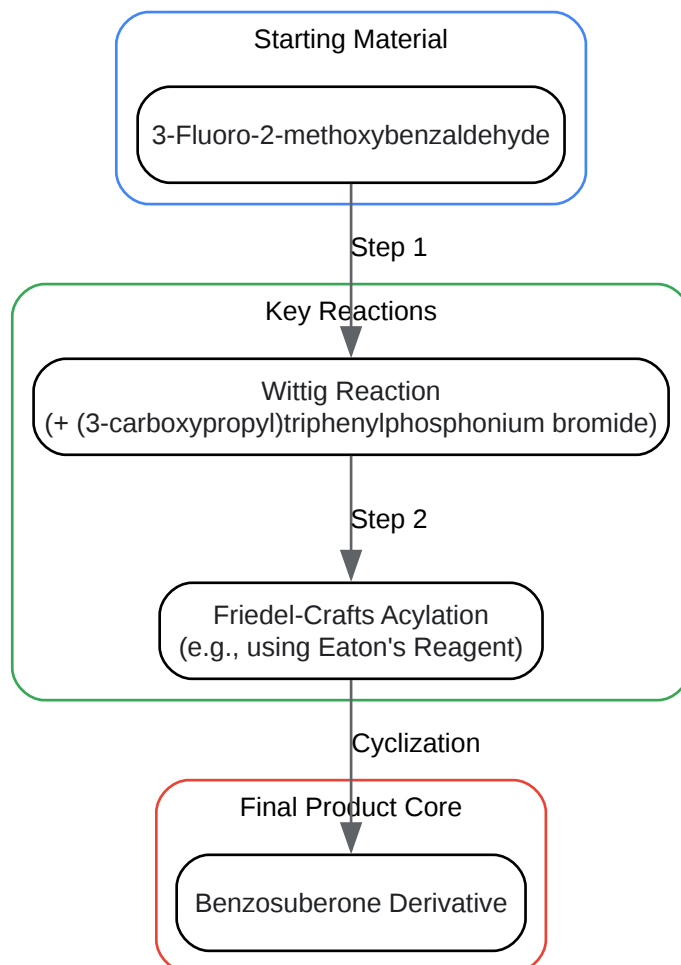 Starting Material
3-Fluoro-2-methoxybenzaldehyde
Step 1
Key Reactions
Wittig Reaction
(+ (3-carboxypropyl)triphenylphosphonium bromide)
Step 2
Friedel-Crafts Acylation
(e.g., using Eaton's Reagent)
Cyclization
Final Product Core
Benzosuberone Derivative